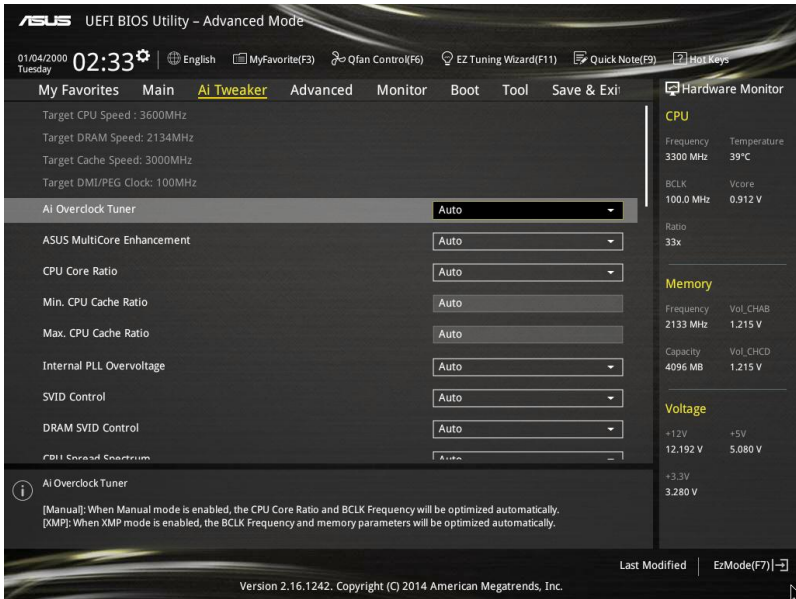 ASUS UEFI BIOS Utility – Advanced Mode
01/04/2000 Tuesday 02:33 English MyFavorite(F3) Qfan Control(F6) EZ Tuning Wizard(F11) Quick Note(F9) ? Hot Keys
My Favorites Main Ai Tweaker Advanced Monitor Boot Tool Save & Exit
Target CPU Speed : 3600MHz
Target DRAM Speed: 2134MHz
Target Cache Speed: 3000MHz
Target DMI/PEG Clock: 100MHz
Ai Overclock Tuner Auto
ASUS MultiCore Enhancement Auto
CPU Core Ratio Auto
Min. CPU Cache Ratio Auto
Max. CPU Cache Ratio Auto
Internal PLL Overvoltage Auto
SVID Control Auto
DRAM SVID Control Auto
CPU Spread Spectrum Auto
Hardware Monitor
CPU
Frequency Temperature
3300 MHz 39°C
BCLK Vcore
100.0 MHz 0.912 V
Ratio
33x
Memory
Frequency Vol_CHAB
2133 MHz 1.215 V
Capacity Vol_CHCD
4096 MB 1.215 V
Voltage
+12V +5V
12.192 V 5.080 V
+3.3V
3.280 V
i Ai Overclock Tuner
[Manual]: When Manual mode is enabled, the CPU Core Ratio and BCLK Frequency will be optimized automatically.
[XMP]: When XMP mode is enabled, the BCLK Frequency and memory parameters will be optimized automatically.
Last Modified EzMode(F7)
Version 2.16.1242. Copyright (C) 2014 American Megatrends, Inc.